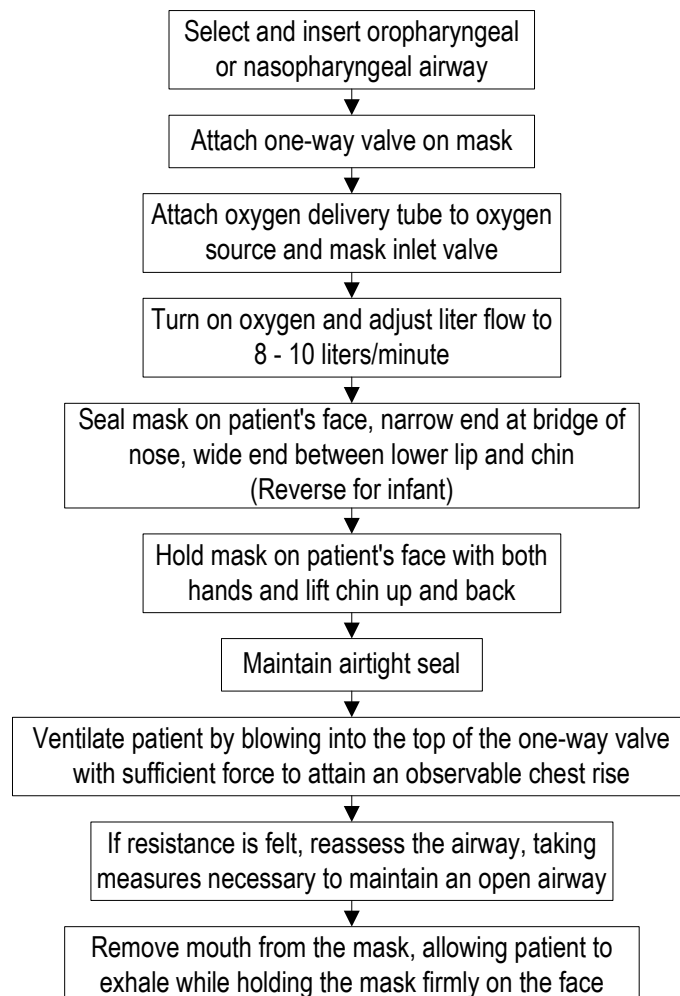 Select and insert oropharyngeal
or nasopharyngeal airway
Attach one-way valve on mask
Attach oxygen delivery tube to oxygen
source and mask inlet valve
Turn on oxygen and adjust liter flow to
8 - 10 liters/minute
Seal mask on patient's face, narrow end at bridge of
nose, wide end between lower lip and chin
(Reverse for infant)
Hold mask on patient's face with both
hands and lift chin up and back
Maintain airtight seal
Ventilate patient by blowing into the top of the one-way valve
with sufficient force to attain an observable chest rise
If resistance is felt, reassess the airway, taking
measures necessary to maintain an open airway
Remove mouth from the mask, allowing patient to
exhale while holding the mask firmly on the face